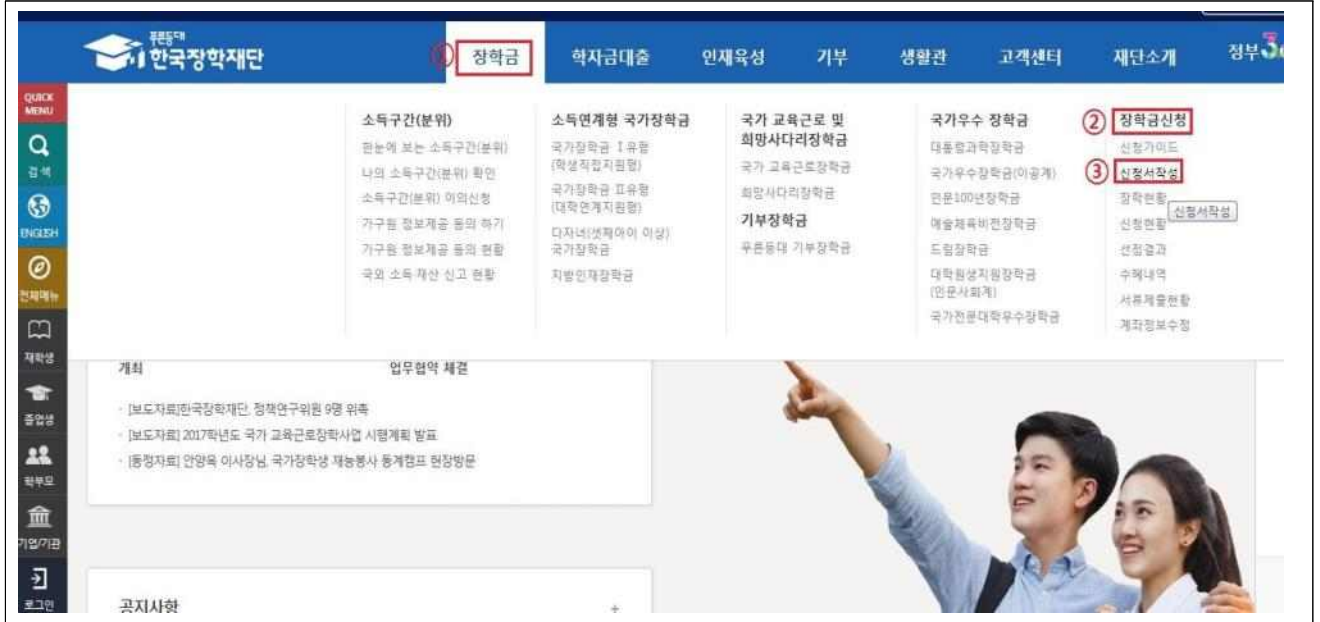 푸른등대
한국장학재단
① 장학금
학자금대출
인재육성
기부
생활관
고객센터
재단소개
정부3
QUICK
MENU
검색
ENGLISH
전체메뉴
재학생
졸업생
학부모
기업/기관
로그인
소득구간(분위)
한눈에 보는 소득구간(분위)
나의 소득구간(분위) 확인
소득구간(분위) 이의신청
가구원 정보제공 동의 하기
가구원 정보제공 동의 현황
국외 소득·재산 신고 현황
소득연계형 국가장학금
국가장학금 Ⅰ유형
(학생직접지원형)
국가장학금 Ⅱ유형
(대학연계지원형)
다자녀(셋째아이 이상)
국가장학금
지방인재장학금
국가 교육근로 및
희망사다리장학금
국가 교육근로장학금
희망사다리장학금
기부장학금
푸른등대 기부장학금
국가우수 장학금
대통령과학장학금
국가우수장학금(이공계)
인문100년장학금
예술체육비전장학금
드림장학금
대학원생지원장학금
(인문사회계)
국가전문대학우수장학금
② 장학금신청
신청가이드
③ 신청서작성
장학현황
신청서작성
신청현황
선정결과
수혜내역
서류제출현황
계좌정보수정
개최
업무협약 체결
· [보도자료]한국장학재단, 정책연구위원 9명 위촉
· [보도자료] 2017학년도 국가 교육근로장학사업 시행계획 발표
· [동정자료] 안양옥 이사장님, 국가장학생 재능봉사 동계캠프 현장방문
공지사항
+